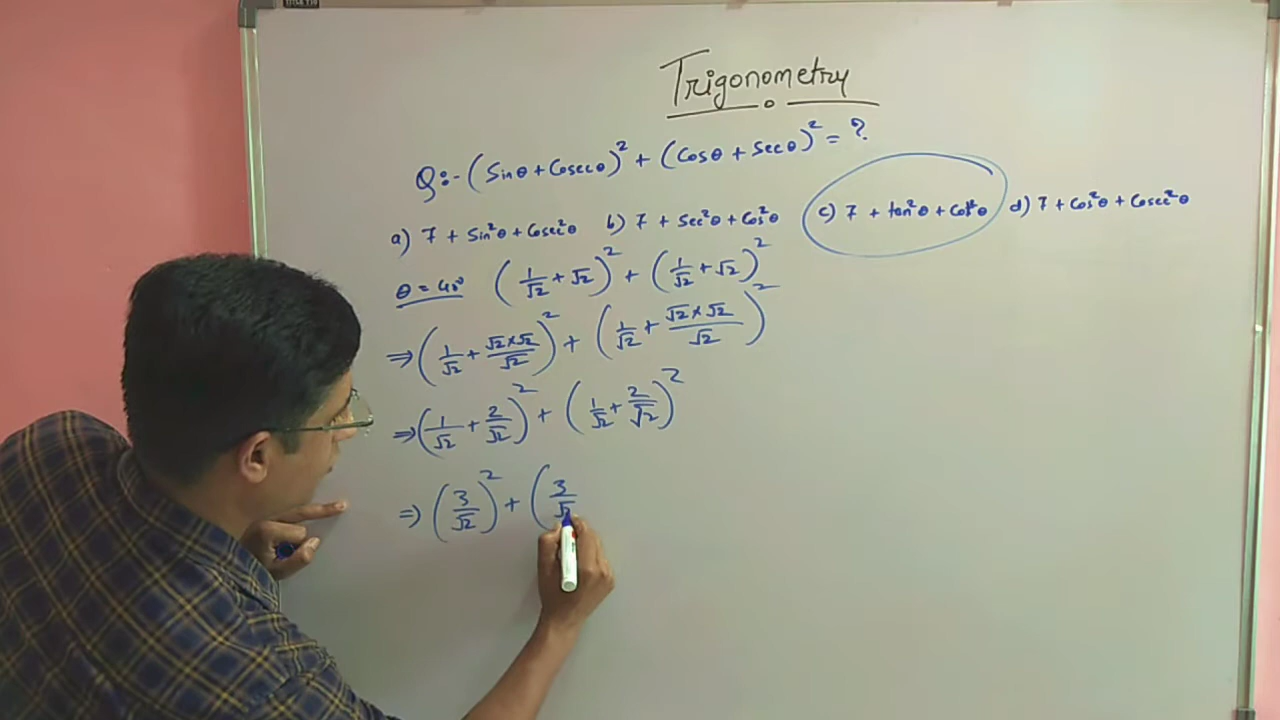 Trigonometry
Q:- (Sinθ + Cosecθ)² + (Cosθ + Secθ)² = ?
a) 7 + Sin²θ + Cosec²θ b) 7 + Sec²θ + Cos²θ c) 7 + tan²θ + Cot²θ d) 7 + Cos²θ + Cosec²θ
θ = 45° (1/√2 + √2)² + (1/√2 + √2)²
⇒ (1/√2 + √2×√2/√2)² + (1/√2 + √2×√2/√2)²
⇒ (1/√2 + 2/√2)² + (1/√2 + 2/√2)²
⇒ (3/√2)² + (3/√2